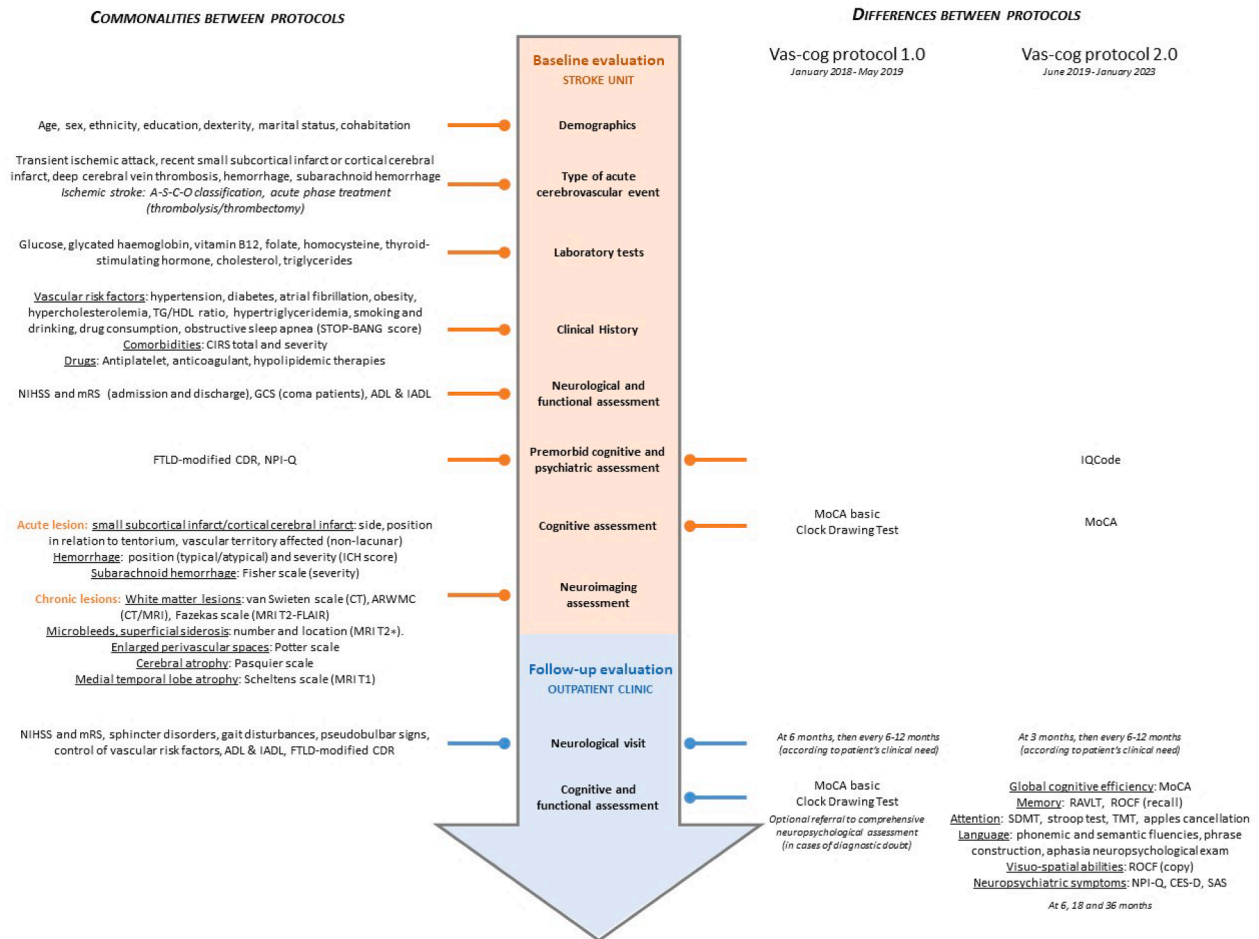 COMMONALITIES BETWEEN PROTOCOLS
DIFFERENCES BETWEEN PROTOCOLS
Baseline evaluation
STROKE UNIT
Vas-cog protocol 1.0
January 2018- May 2019
Vas-cog protocol 2.0
June 2019- January 2023
Age, sex, ethnicity, education, dexterity, marital status, cohabitation
Demographics
Transient ischemic attack, recent small subcortical infarct or cortical cerebral
infarct, deep cerebral vein thrombosis, hemorrhage, subarachnoid hemorrhage
Ischemic stroke: A-S-C-O classification, acute phase treatment
(thrombolysis/thrombectomy)
Type of acute
cerebrovascular event
Glucose, glycated haemoglobin, vitamin B12, folate, homocysteine, thyroid-
stimulating hormone, cholesterol, triglycerides
Laboratory tests
Vascular risk factors: hypertension, diabetes, atrial fibrillation, obesity,
hypercholesterolemia, TG/HDL ratio, hypertriglyceridemia, smoking and
drinking, drug consumption, obstructive sleep apnea (STOP-BANG score)
Comorbidities: CIRS total and severity
Drugs: Antiplatelet, anticoagulant, hypolipidemic therapies
Clinical History
NIHSS and mRS (admission and discharge), GCS (coma patients), ADL & IADL
Neurological and
functional assessment
FTLD-modified CDR, NPI-Q
Premorbid cognitive and
psychiatric assessment
IQCode
Acute lesion: small subcortical infarct/cortical cerebral infarct: side, position
in relation to tentorium, vascular territory affected (non-lacunar)
Hemorrhage: position (typical/atypical) and severity (ICH score)
Subarachnoid hemorrhage: Fisher scale (severity)
Cognitive assessment
MoCA basic
Clock Drawing Test
MoCA
Chronic lesions: White matter lesions: van Swieten scale (CT), ARWMC
(CT/MRI), Fazekas scale (MRI T2-FLAIR)
Microbleeds, superficial siderosis: number and location (MRI T2*).
Enlarged perivascular spaces: Potter scale
Cerebral atrophy: Pasquier scale
Medial temporal lobe atrophy: Scheltens scale (MRI T1)
Neuroimaging
assessment
Follow-up evaluation
OUTPATIENT CLINIC
NIHSS and mRS, sphincter disorders, gait disturbances, pseudobulbar signs,
control of vascular risk factors, ADL & IADL, FTLD-modified CDR
Neurological visit
At 6 months, then every 6-12 months
(according to patient's clinical need)
At 3 months, then every 6-12 months
(according to patient's clinical need)
Cognitive and
functional assessment
MoCA basic
Clock Drawing Test
Optional referral to comprehensive
neuropsychological assessment
(in cases of diagnostic doubt)
Global cognitive efficiency: MoCA
Memory: RAVLT, ROCF (recall)
Attention: SDMT, stroop test, TMT, apples cancellation
Language: phonemic and semantic fluencies, phrase
construction, aphasia neuropsychological exam
Visuo-spatial abilities: ROCF (copy)
Neuropsychiatric symptoms: NPI-Q, CES-D, SAS
At 6, 18 and 36 months